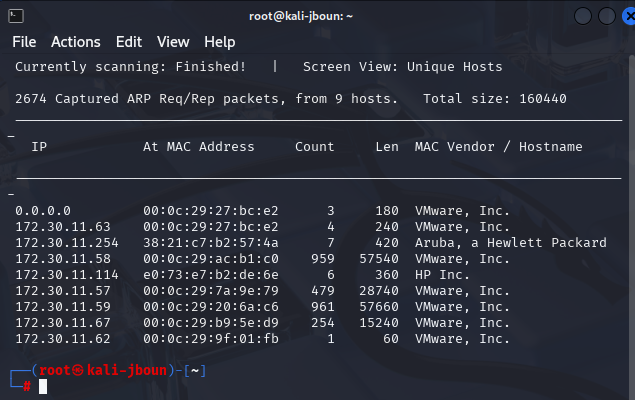 root@kali-jboun: ~
File Actions Edit View Help
Currently scanning: Finished! | Screen View: Unique Hosts
2674 Captured ARP Req/Rep packets, from 9 hosts. Total size: 160440
_____________________________________________________________________________
IP At MAC Address Count Len MAC Vendor / Hostname
-----------------------------------------------------------------------------
0.0.0.0 00:0c:29:27:bc:e2 3 180 VMware, Inc.
172.30.11.63 00:0c:29:27:bc:e2 4 240 VMware, Inc.
172.30.11.254 38:21:c7:b2:57:4a 7 420 Aruba, a Hewlett Packard
172.30.11.58 00:0c:29:ac:b1:c0 959 57540 VMware, Inc.
172.30.11.114 e0:73:e7:b2:de:6e 6 360 HP Inc.
172.30.11.57 00:0c:29:7a:9e:79 479 28740 VMware, Inc.
172.30.11.59 00:0c:29:20:6a:c6 961 57660 VMware, Inc.
172.30.11.67 00:0c:29:b9:5e:d9 254 15240 VMware, Inc.
172.30.11.62 00:0c:29:9f:01:fb 1 60 VMware, Inc.
┌──(root㉿kali-jboun)-[~]
└─#